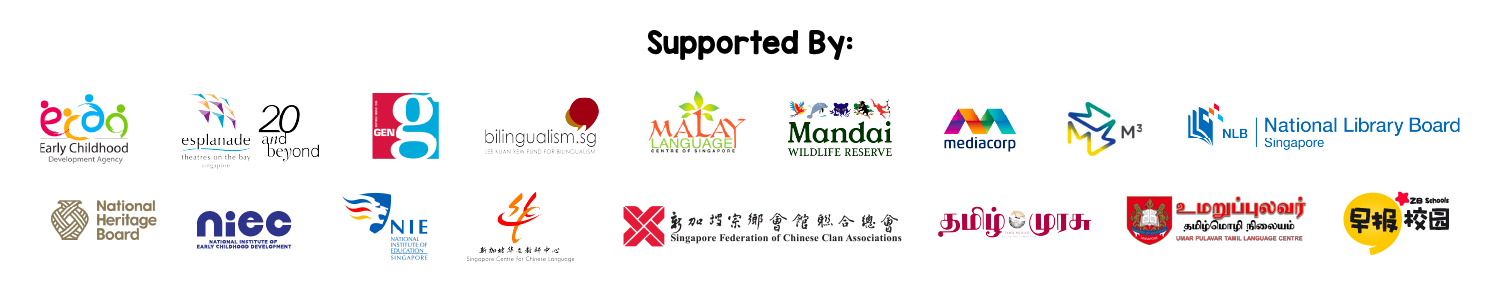 Supported By:
ecda
Early Childhood
Development Agency
esplanade
theatres on the bay
singapore
20
and
beyond
GEN
g
bilingualism.sg
LEE KUAN YEW FUND FOR BILINGUALISM
MALAY
LANGUAGE
CENTRE OF SINGAPORE
Mandai
WILDLIFE RESERVE
mediacorp
M³
NLB
National Library Board
Singapore
National
Heritage
Board
niec
NATIONAL INSTITUTE OF
EARLY CHILDHOOD DEVELOPMENT
NIE
NATIONAL
INSTITUTE OF
EDUCATION
SINGAPORE
新加坡华文教研中心
Singapore Centre for Chinese Language
新加坡宗鄉會館聯合總會
Singapore Federation of Chinese Clan Associations
தமிழ் முரசு
உமறுப்புலவர்
தமிழ்மொழி நிலையம்
UMAR PULAVAR TAMIL LANGUAGE CENTRE
ZB Schools
早报校园